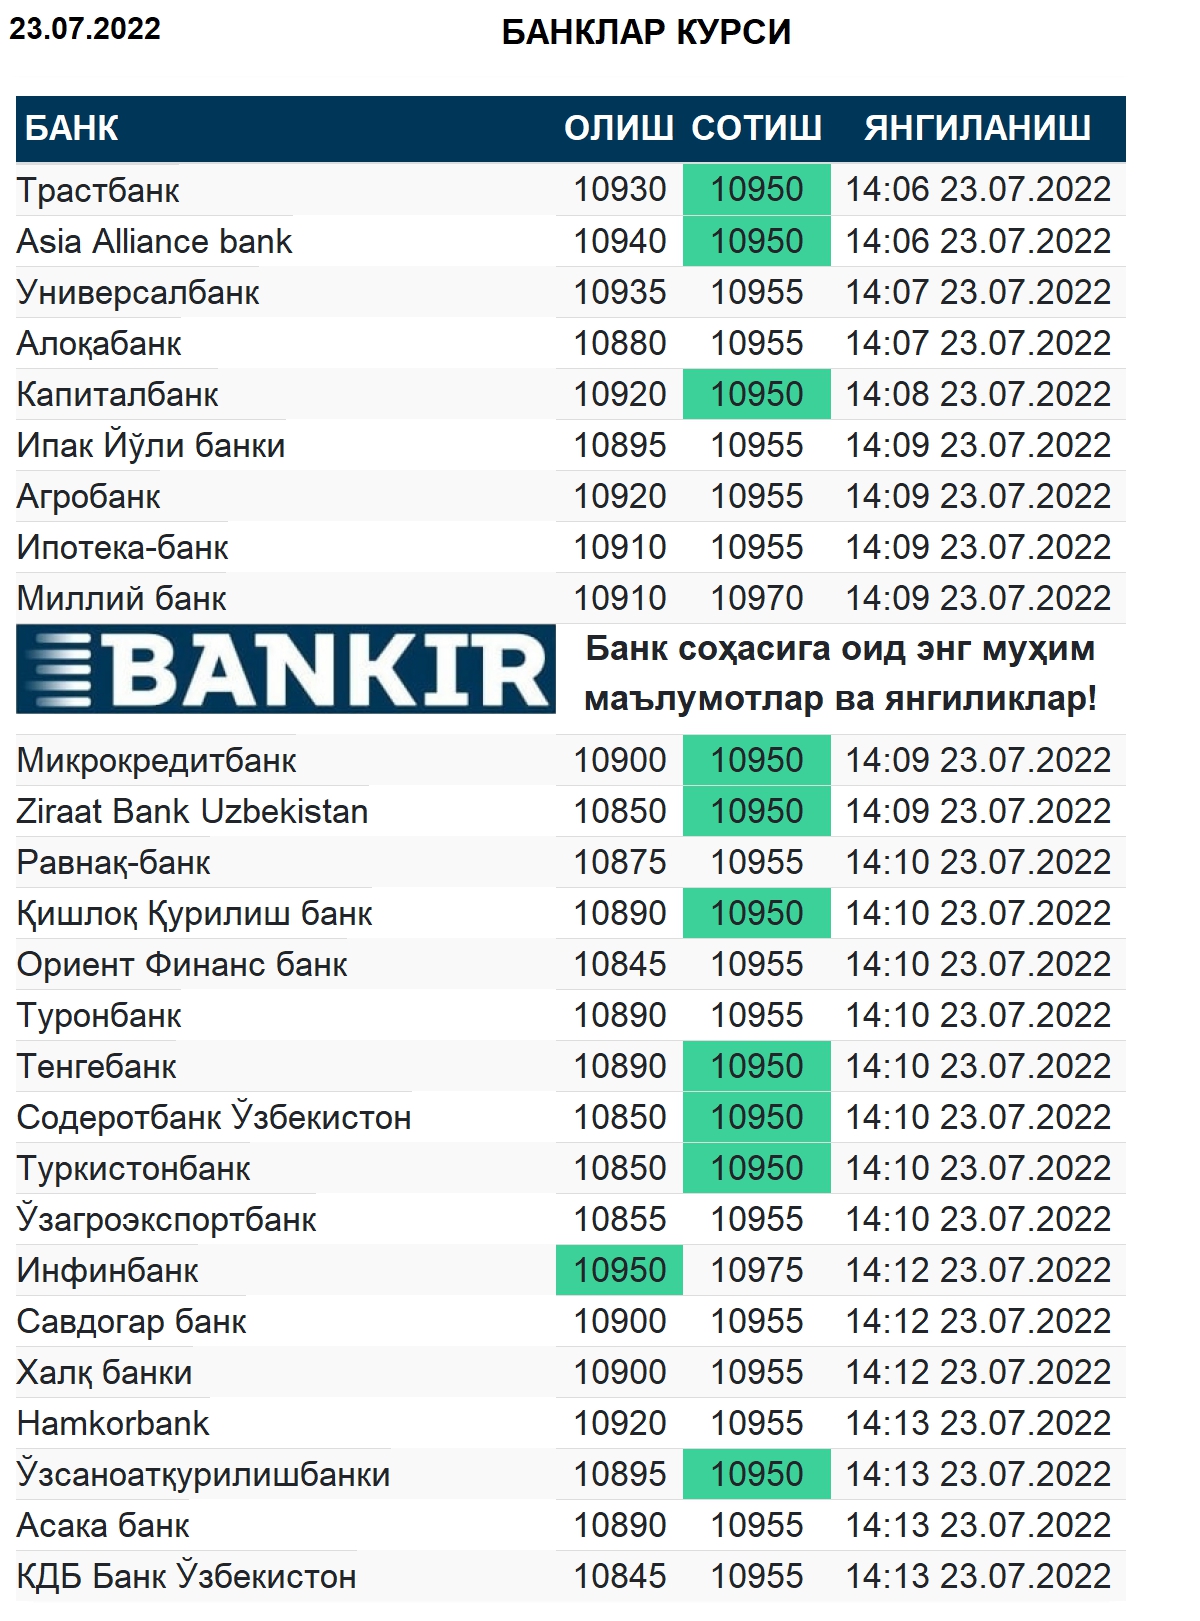 23.07.2022 БАНКЛАР КУРСИ
БАНК ОЛИШ СОТИШ ЯНГИЛАНИШ
Трастбанк 10930 10950 14:06 23.07.2022
Asia Alliance bank 10940 10950 14:06 23.07.2022
Универсалбанк 10935 10955 14:07 23.07.2022
Алоқабанк 10880 10955 14:07 23.07.2022
Капиталбанк 10920 10950 14:08 23.07.2022
Ипак Йўли банки 10895 10955 14:09 23.07.2022
Агробанк 10920 10955 14:09 23.07.2022
Ипотека-банк 10910 10955 14:09 23.07.2022
Миллий банк 10910 10970 14:09 23.07.2022
BANKIR Банк соҳасига оид энг муҳим
маълумотлар ва янгиликлар!
Микрокредитбанк 10900 10950 14:09 23.07.2022
Ziraat Bank Uzbekistan 10850 10950 14:09 23.07.2022
Равнақ-банк 10875 10955 14:10 23.07.2022
Қишлоқ Қурилиш банк 10890 10950 14:10 23.07.2022
Ориент Финанс банк 10845 10955 14:10 23.07.2022
Туронбанк 10890 10955 14:10 23.07.2022
Тенгебанк 10890 10950 14:10 23.07.2022
Содеротбанк Ўзбекистон 10850 10950 14:10 23.07.2022
Туркистонбанк 10850 10950 14:10 23.07.2022
Ўзагроэкспортбанк 10855 10955 14:10 23.07.2022
Инфинбанк 10950 10975 14:12 23.07.2022
Савдогар банк 10900 10955 14:12 23.07.2022
Халқ банки 10900 10955 14:12 23.07.2022
Hamkorbank 10920 10955 14:13 23.07.2022
Ўзсаноатқурилишбанки 10895 10950 14:13 23.07.2022
Асака банк 10890 10955 14:13 23.07.2022
КДБ Банк Ўзбекистон 10845 10955 14:13 23.07.2022